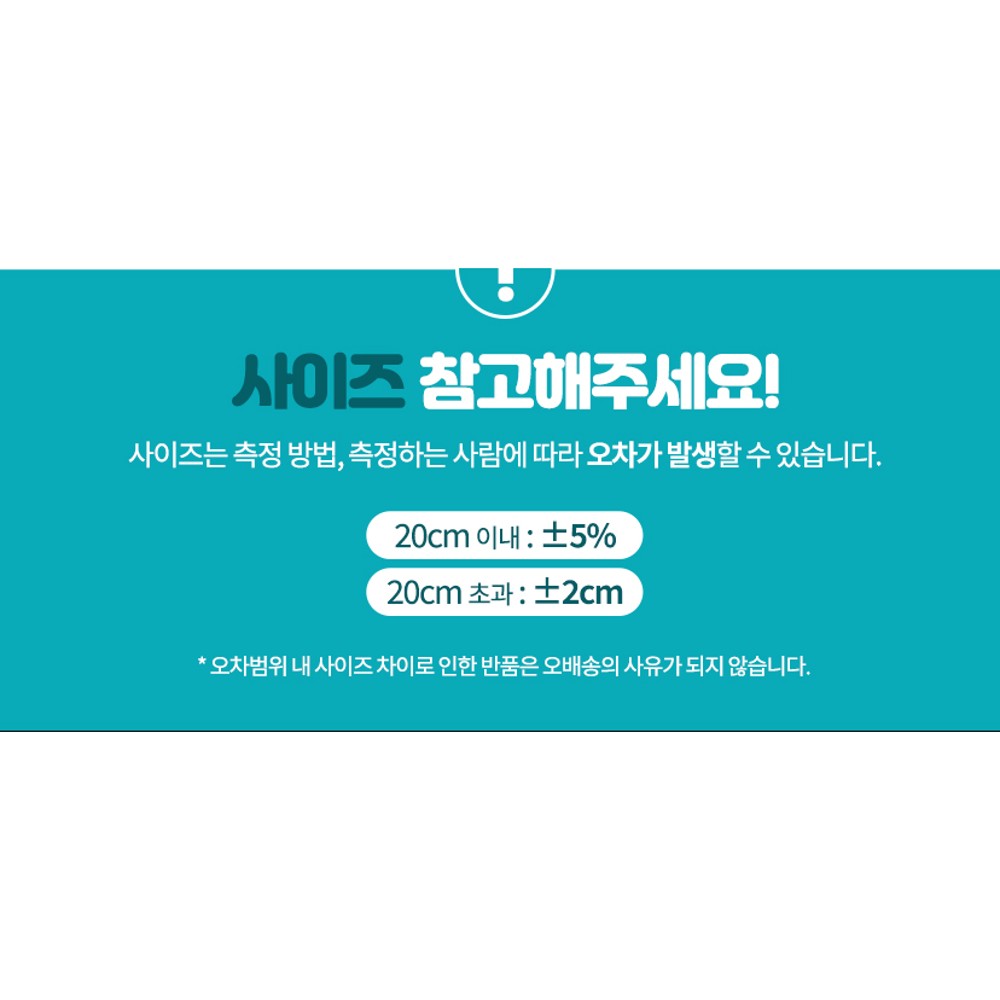 사이즈 참고해주세요!
사이즈는 측정 방법, 측정하는 사람에 따라 오차가 발생할 수 있습니다.
20cm 이내 : ±5%
20cm 초과 : ±2cm
* 오차범위 내 사이즈 차이로 인한 반품은 오배송의 사유가 되지 않습니다.